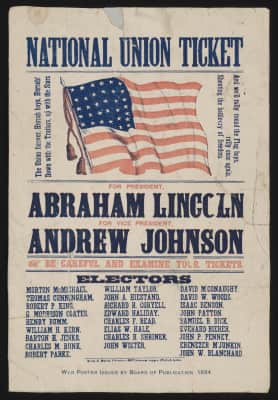 NATIONAL UNION TICKET
The Union forever, Hurrah boys, Hurrah!
Down with the Traitors, up with the Stars
And we'll rally round the Flag boys,
rally once again,
Shouting the battle-cry of freedom.
FOR PRESIDENT,
ABRAHAM LINCOLN
FOR VICE PRESIDENT,
ANDREW JOHNSON
BE CAREFUL AND EXAMINE YOUR TICKETS
ELECTORS
MORTON McMICHAEL,
THOMAS CUNNINGHAM,
ROBERT P. KING,
G. MORRISON COATES,
HENRY BUMM,
WILLIAM H. KERN,
BARTON H. JENKS,
CHARLES M. RUNK,
ROBERT PARKE,
WILLIAM TAYLOR,
JOHN A. HIESTAND,
RICHARD H. CORYELL,
EDWARD HALIDAY,
CHARLES F. READ,
ELIAS W. HALE,
CHARLES H. SHRINER,
JOHN WISTER,
DAVID M'CONAUGHY,
DAVID W. WOODS,
ISAAC BENSON,
JOHN PATTON,
SAMUEL B. DICK,
EVERARD BIERER,
JOHN P. PENNEY,
EBENEZER M'JUNKIN,
JOHN W. BLANCHARD
WAR POSTER ISSUED BY BOARD OF PUBLICATION 1864